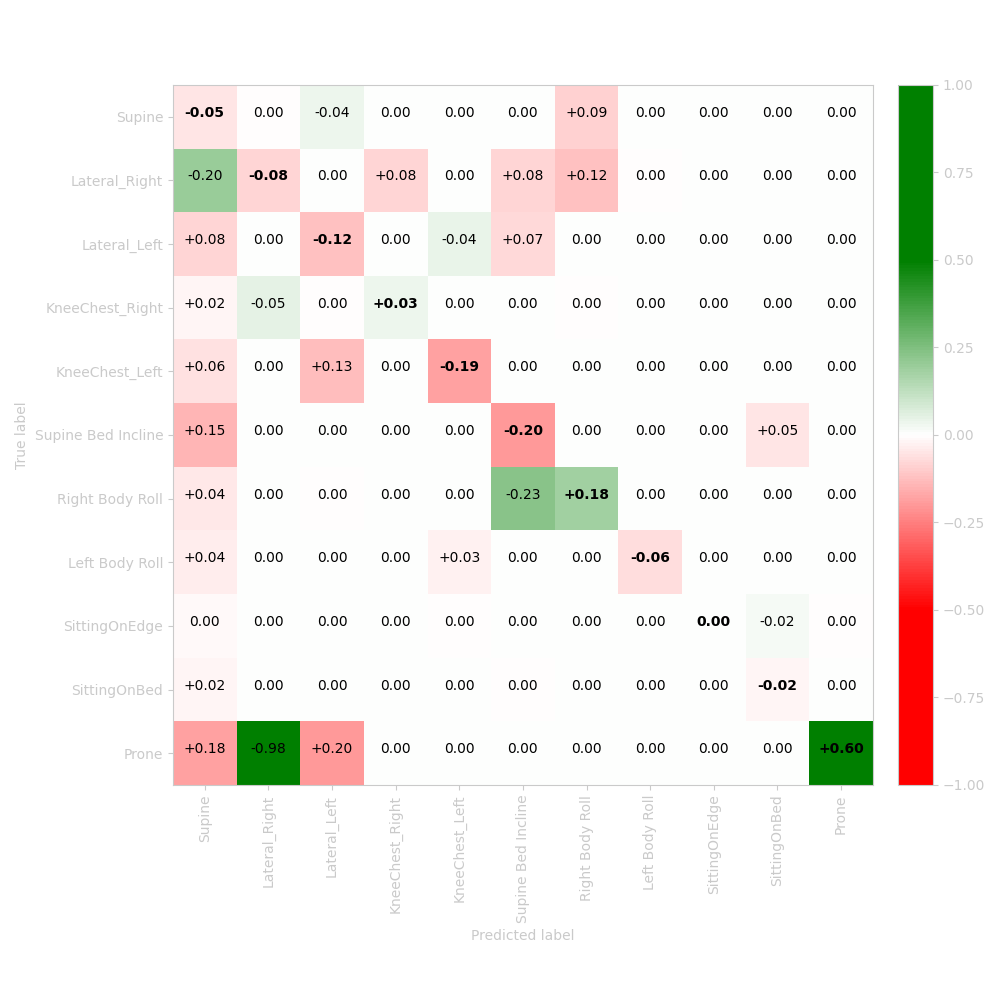 Supine -0.05 0.00 -0.04 0.00 0.00 0.00 +0.09 0.00 0.00 0.00 0.00
Lateral_Right -0.20 -0.08 0.00 +0.08 0.00 +0.08 +0.12 0.00 0.00 0.00 0.00
Lateral_Left +0.08 0.00 -0.12 0.00 -0.04 +0.07 0.00 0.00 0.00 0.00 0.00
KneeChest_Right +0.02 -0.05 0.00 +0.03 0.00 0.00 0.00 0.00 0.00 0.00 0.00
KneeChest_Left +0.06 0.00 +0.13 0.00 -0.19 0.00 0.00 0.00 0.00 0.00 0.00
Supine Bed Incline +0.15 0.00 0.00 0.00 0.00 -0.20 0.00 0.00 0.00 +0.05 0.00
Right Body Roll +0.04 0.00 0.00 0.00 0.00 -0.23 +0.18 0.00 0.00 0.00 0.00
Left Body Roll +0.04 0.00 0.00 0.00 +0.03 0.00 0.00 -0.06 0.00 0.00 0.00
SittingOnEdge 0.00 0.00 0.00 0.00 0.00 0.00 0.00 0.00 0.00 -0.02 0.00
SittingOnBed +0.02 0.00 0.00 0.00 0.00 0.00 0.00 0.00 0.00 -0.02 0.00
Prone +0.18 -0.98 +0.20 0.00 0.00 0.00 0.00 0.00 0.00 0.00 +0.60
True label
Supine
Lateral_Right
Lateral_Left
KneeChest_Right
KneeChest_Left
Supine Bed Incline
Right Body Roll
Left Body Roll
SittingOnEdge
SittingOnBed
Prone
Predicted label
1.00
0.75
0.50
0.25
0.00
−0.25
−0.50
−0.75
−1.00